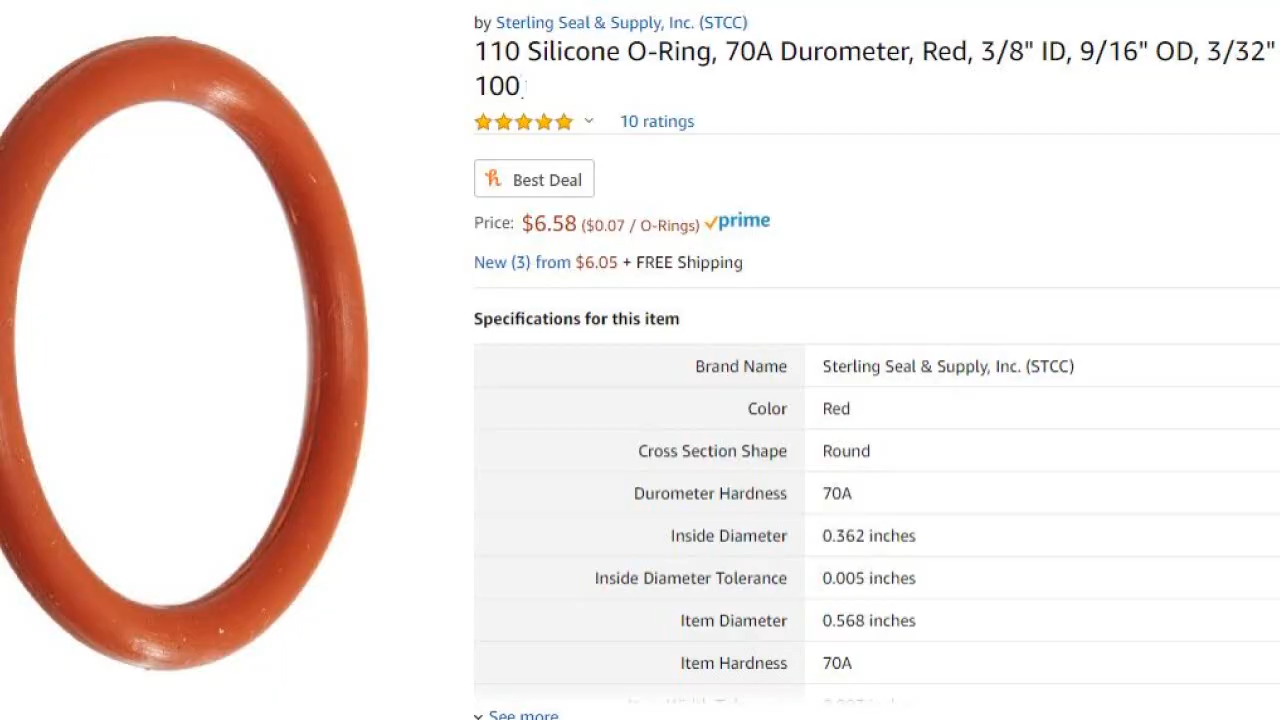 by Sterling Seal & Supply, Inc. (STCC)
110 Silicone O-Ring, 70A Durometer, Red, 3/8" ID, 9/16" OD, 3/32"
100
10 ratings
Best Deal
Price: $6.58 ($0.07 / O-Rings) prime
New (3) from $6.05 + FREE Shipping
Specifications for this item
Brand Name Sterling Seal & Supply, Inc. (STCC)
Color Red
Cross Section Shape Round
Durometer Hardness 70A
Inside Diameter 0.362 inches
Inside Diameter Tolerance 0.005 inches
Item Diameter 0.568 inches
Item Hardness 70A
See more